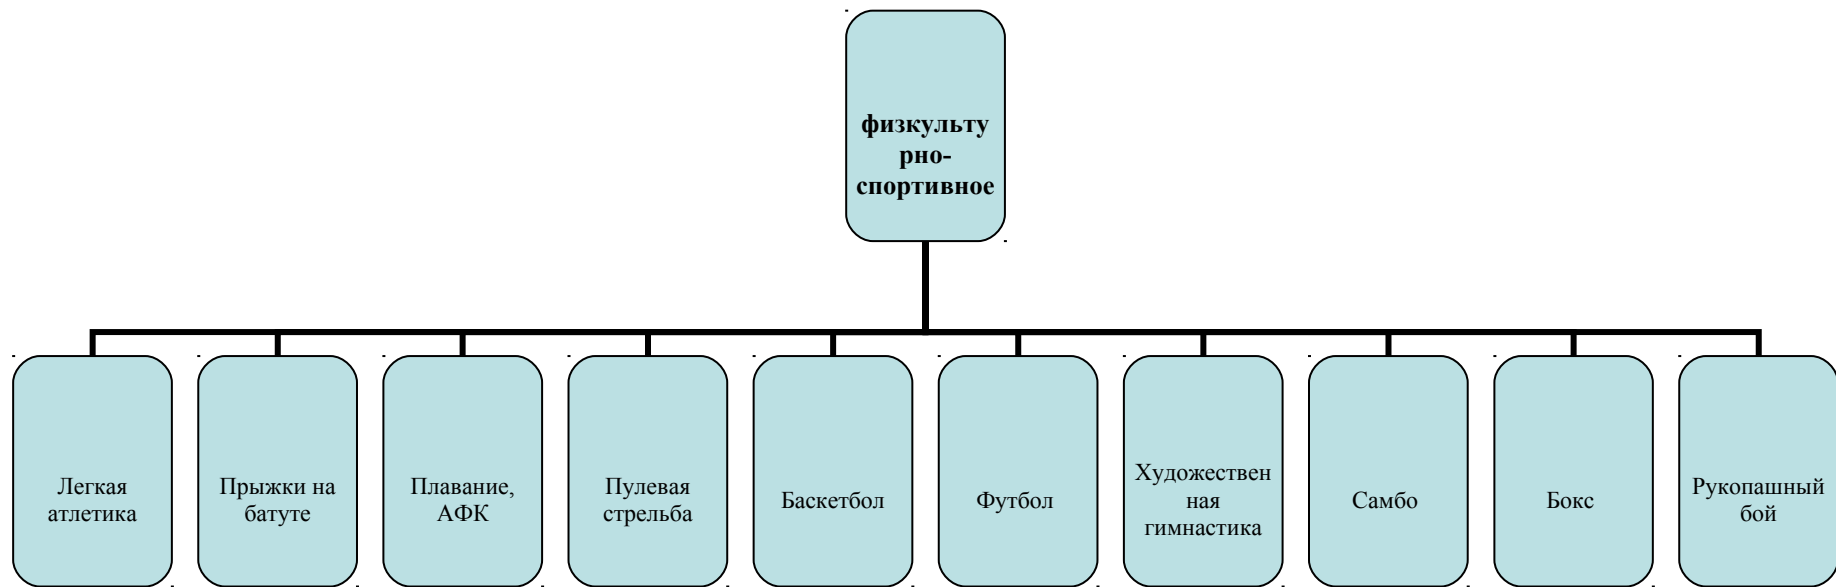 физкульту
рно-
спортивное
Легкая
атлетика
Прыжки на
батуте
Плавание,
АФК
Пулевая
стрельба
Баскетбол
Футбол
Художествен
ная
гимнастика
Самбо
Бокс
Рукопашный
бой